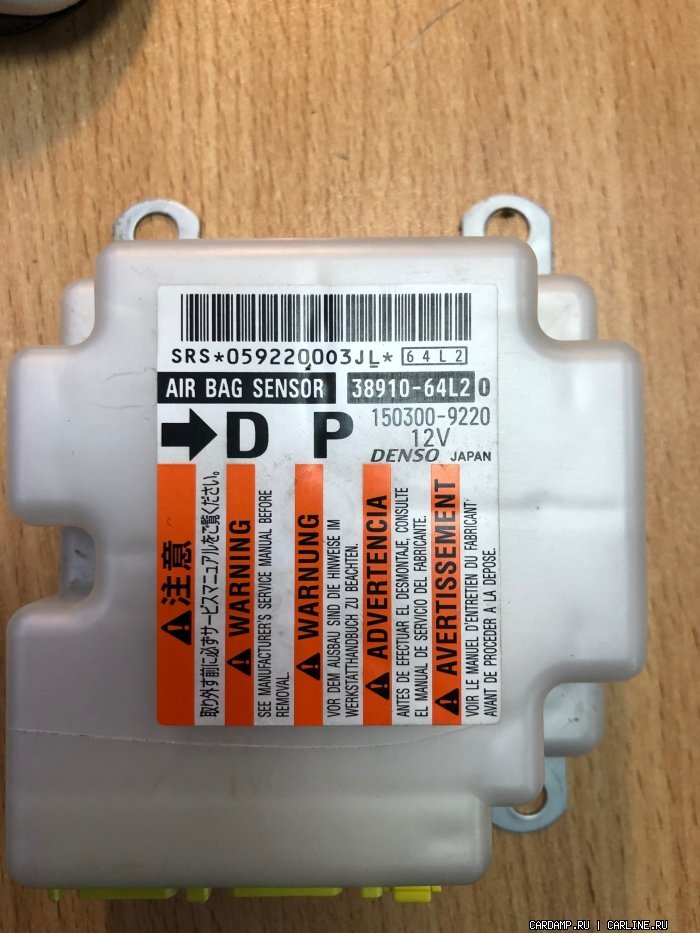 SRS*059220003JL* 64L2
AIR BAG SENSOR 38910-64L2 0
D P 150300-9220
12V
DENSO JAPAN
注意
取り外す前に必ずサービスマニュアルをご覧ください。
WARNING
SEE MANUFACTURER'S SERVICE MANUAL BEFORE
REMOVAL.
WARNUNG
VOR DEM AUSBAU SIND DIE HINWEISE IM
WERKSTATTHANDBUCH ZU BEACHTEN.
ADVERTENCIA
ANTES DE EFECTUAR EL DESMONTAJE, CONSULTE
EL MANUAL DE SERVICIO DEL FABRICANTE.
AVERTISSEMENT
VOIR LE MANUEL D'ENTRETIEN DU FABRICANT
AVANT DE PROCEDER A LA DEPOSE.
CARDAMP.RU | CARLINE.RU